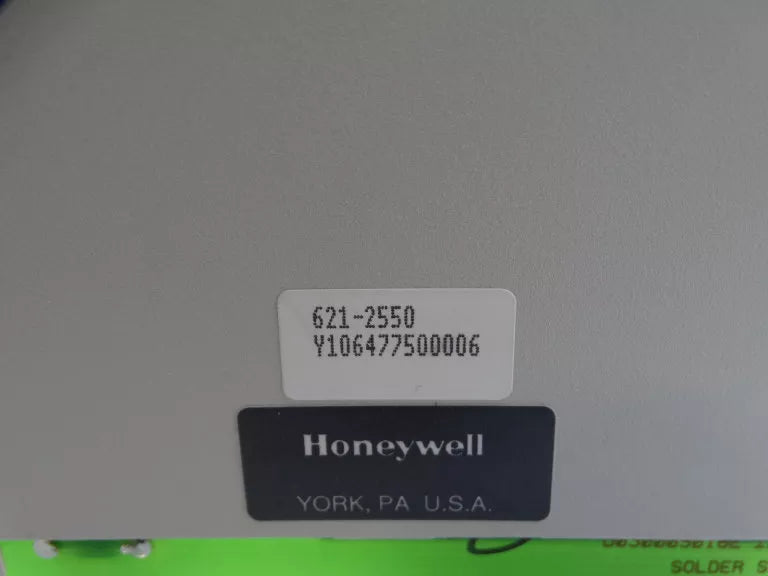 621-2550
Y106477500006
Honeywell
YORK, PA U.S.A.
SOLDER